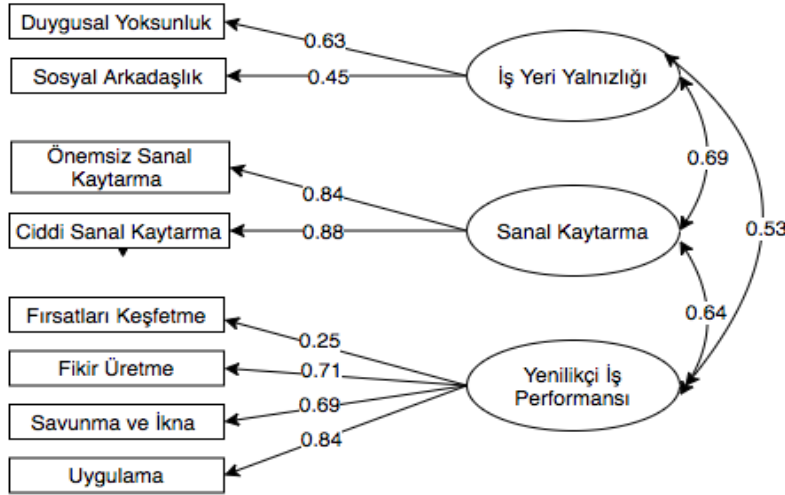 Duygusal Yoksunluk
0.63
Sosyal Arkadaşlık
0.45
İş Yeri Yalnızlığı
Önemsiz Sanal
Kaytarma
0.84
Ciddi Sanal Kaytarma
0.88
Sanal Kaytarma
0.69
0.53
0.64
Fırsatları Keşfetme
0.25
Fikir Üretme
0.71
Savunma ve İkna
0.69
Uygulama
0.84
Yenilikçi İş
Performansı